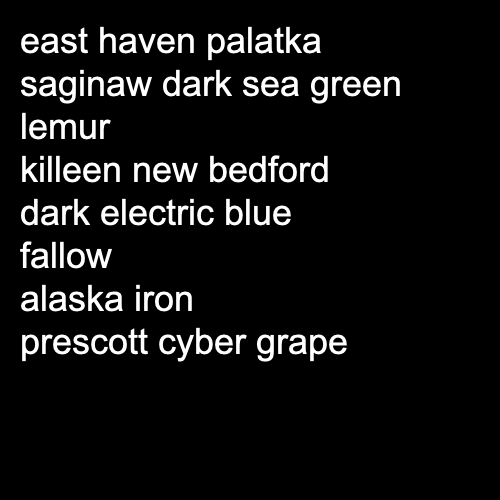 east haven palatka
saginaw dark sea green
lemur
killeen new bedford
dark electric blue
fallow
alaska iron
prescott cyber grape